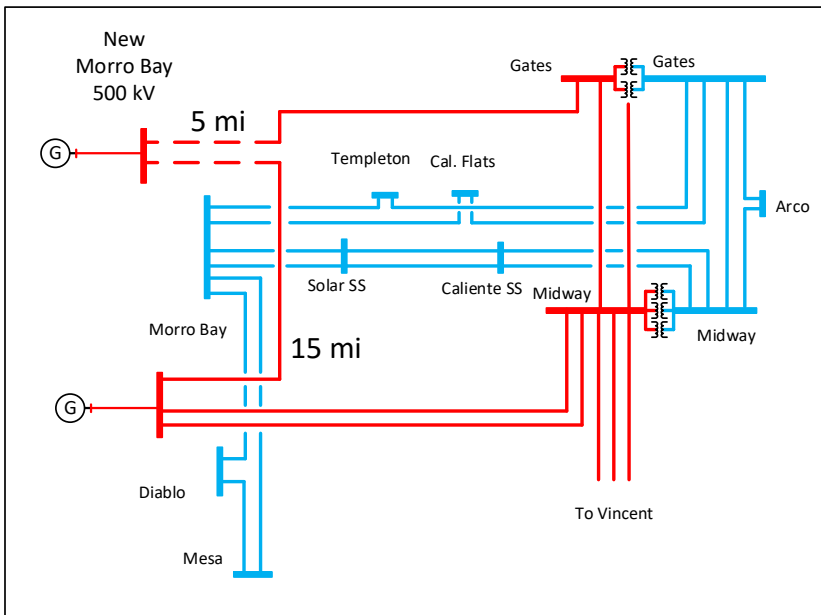 New
Morro Bay
500 kV
G
5 mi
Gates
Gates
Templeton
Cal. Flats
Arco
Solar SS
Caliente SS
Midway
Morro Bay
Midway
15 mi
G
Diablo
To Vincent
Mesa